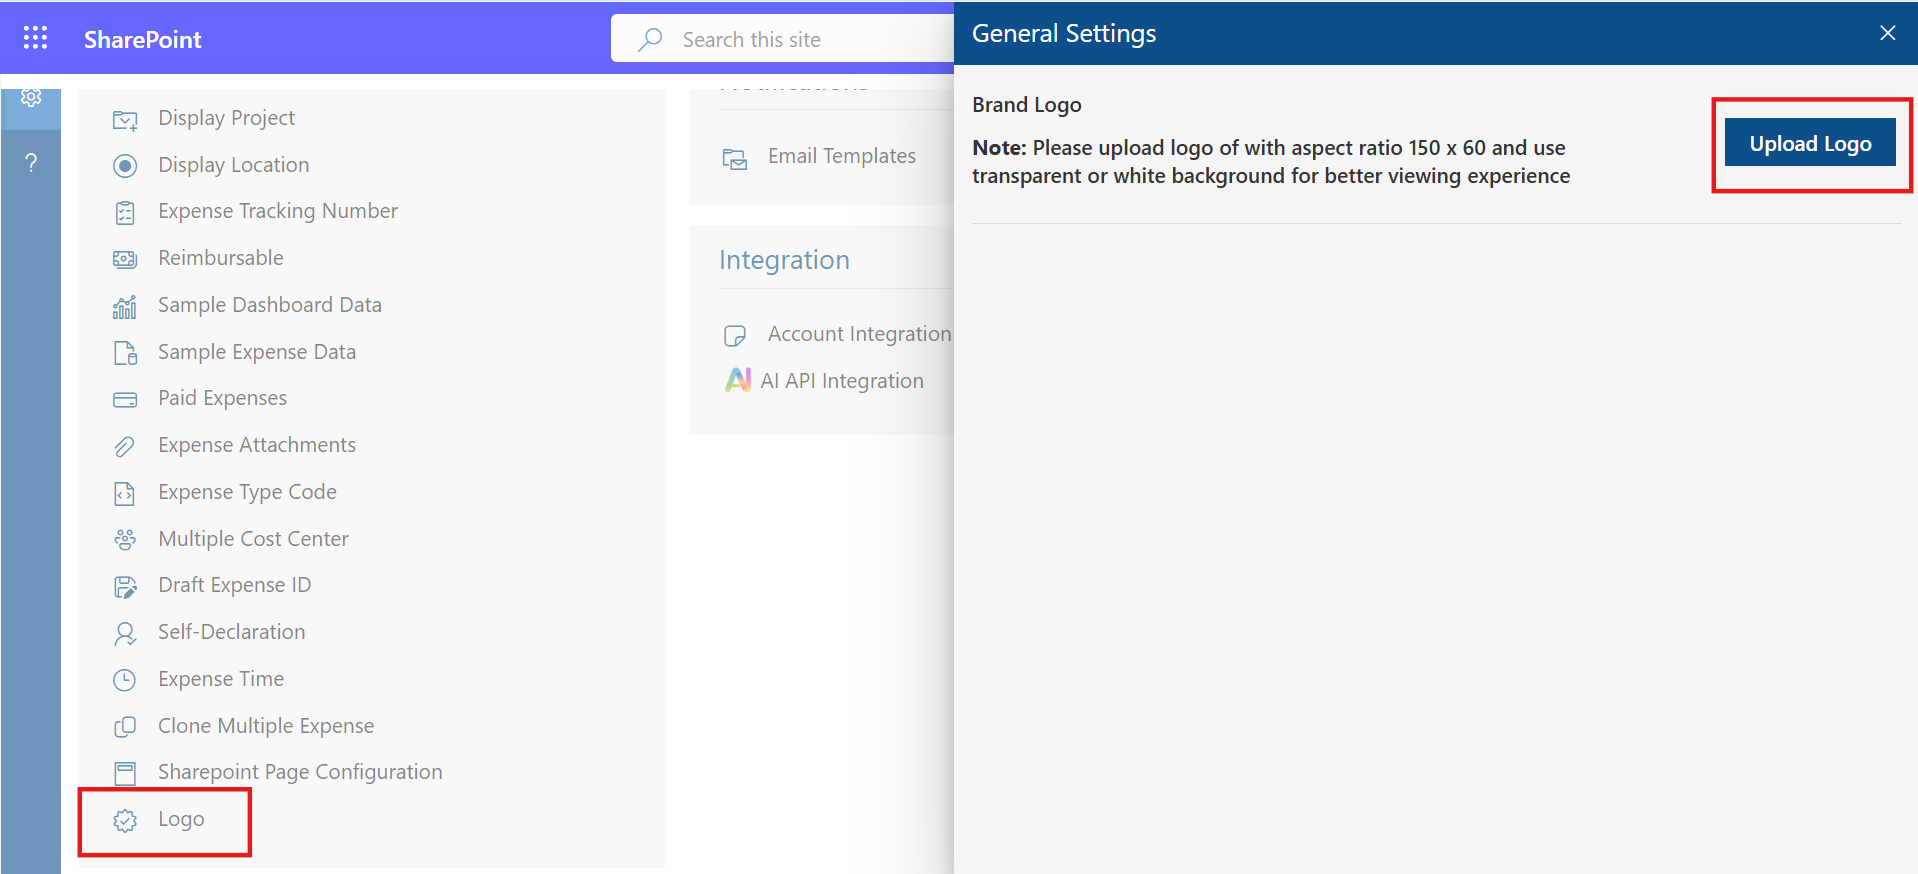 SharePoint
Search this site
?
Display Project
Display Location
Expense Tracking Number
Reimbursable
Sample Dashboard Data
Sample Expense Data
Paid Expenses
Expense Attachments
Expense Type Code
Multiple Cost Center
Draft Expense ID
Self-Declaration
Expense Time
Clone Multiple Expense
Sharepoint Page Configuration
Logo
Email Templates
Integration
Account Integration
AI AI API Integration
General Settings
Brand Logo
Note: Please upload logo of with aspect ratio 150 x 60 and use
transparent or white background for better viewing experience
Upload Logo